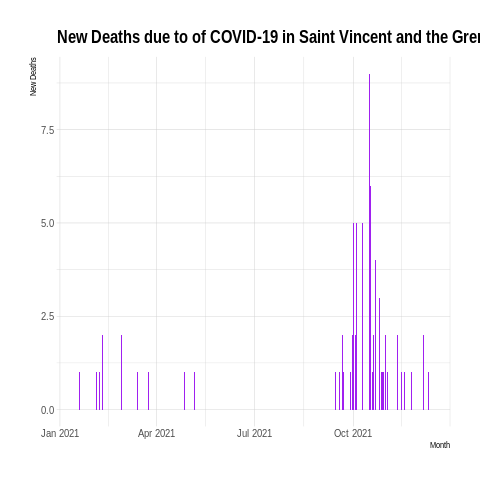 New Deaths due to of COVID-19 in Saint Vincent and the Gren
New Deaths
7.5
5.0
2.5
0.0
Jan 2021 Apr 2021 Jul 2021 Oct 2021
Month